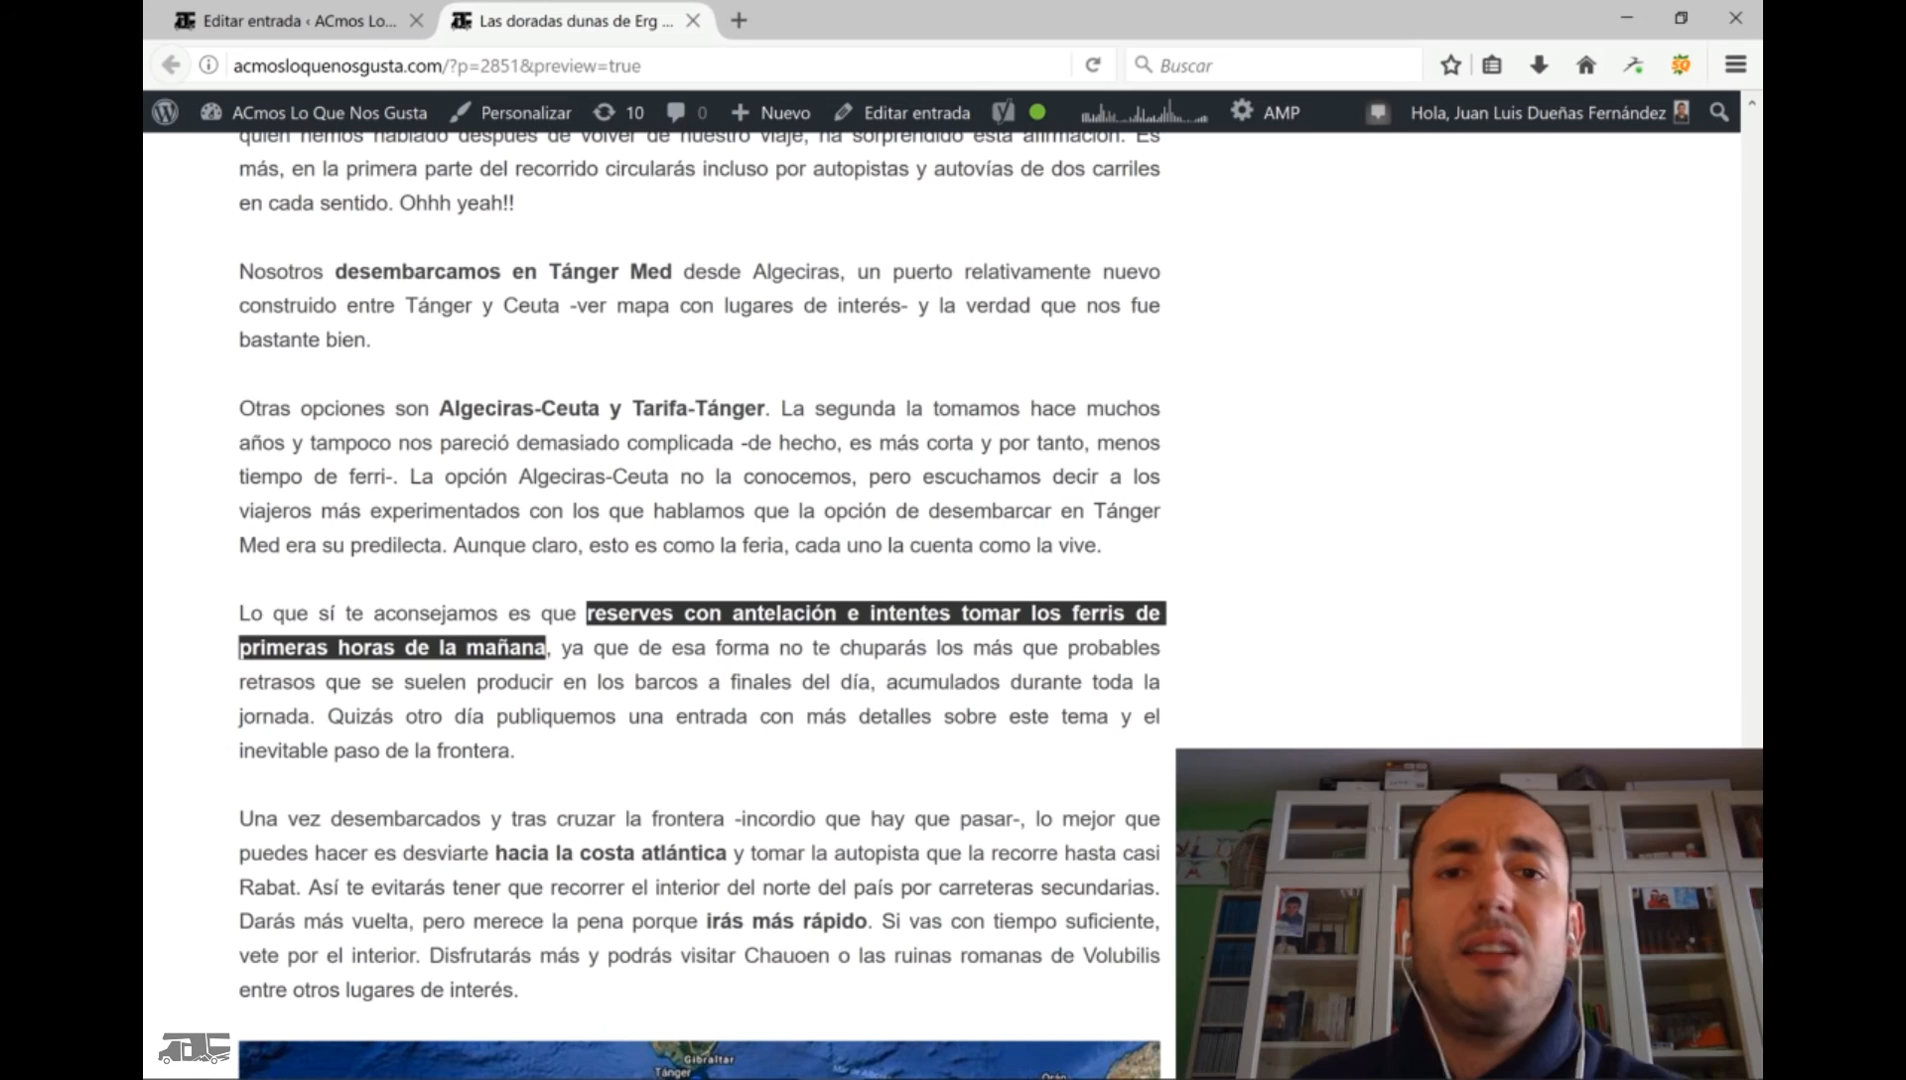 Editar entrada ‹ ACmos Lo...
Las doradas dunas de Erg ...
acmosloquenosgusta.com/?p=2851&preview=true
Buscar
ACmos Lo Que Nos Gusta
Personalizar
10
0
Nuevo
Editar entrada
AMP
Hola, Juan Luis Dueñas Fernández
quien hemos hablado después de volver de nuestro viaje, ha sorprendido esta afirmación. Es
más, en la primera parte del recorrido circularás incluso por autopistas y autovías de dos carriles
en cada sentido. Ohhh yeah!!
Nosotros desembarcamos en Tánger Med desde Algeciras, un puerto relativamente nuevo
construido entre Tánger y Ceuta -ver mapa con lugares de interés- y la verdad que nos fue
bastante bien.
Otras opciones son Algeciras-Ceuta y Tarifa-Tánger. La segunda la tomamos hace muchos
años y tampoco nos pareció demasiado complicada -de hecho, es más corta y por tanto, menos
tiempo de ferri-. La opción Algeciras-Ceuta no la conocemos, pero escuchamos decir a los
viajeros más experimentados con los que hablamos que la opción de desembarcar en Tánger
Med era su predilecta. Aunque claro, esto es como la feria, cada uno la cuenta como la vive.
Lo que sí te aconsejamos es que reserves con antelación e intentes tomar los ferris de
primeras horas de la mañana, ya que de esa forma no te chuparás los más que probables
retrasos que se suelen producir en los barcos a finales del día, acumulados durante toda la
jornada. Quizás otro día publiquemos una entrada con más detalles sobre este tema y el
inevitable paso de la frontera.
Una vez desembarcados y tras cruzar la frontera -incordio que hay que pasar-, lo mejor que
puedes hacer es desviarte hacia la costa atlántica y tomar la autopista que la recorre hasta casi
Rabat. Así te evitarás tener que recorrer el interior del norte del país por carreteras secundarias.
Darás más vuelta, pero merece la pena porque irás más rápido. Si vas con tiempo suficiente,
vete por el interior. Disfrutarás más y podrás visitar Chauoen o las ruinas romanas de Volubilis
entre otros lugares de interés.
Gibraltar
Tánger
Orán